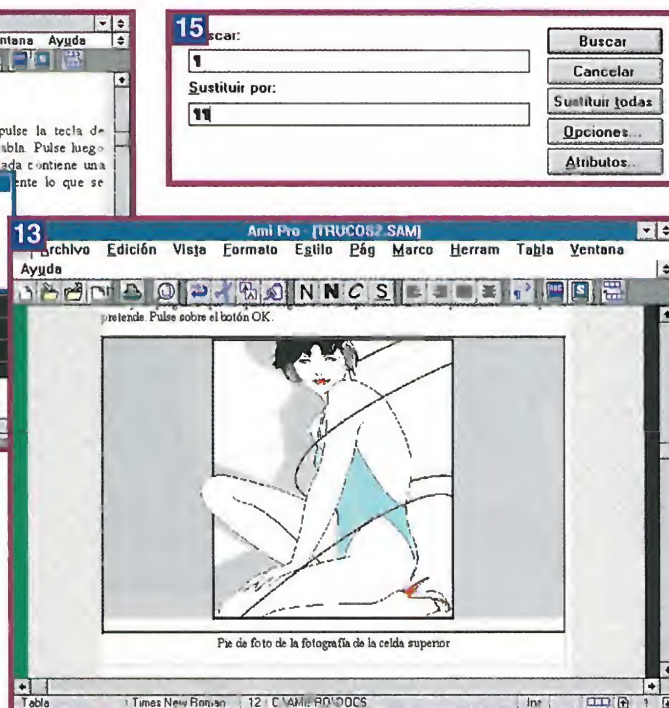 ntana Ayuda
pulse la tecla de
abla. Pulse luego
ada contiene una
ente lo que se
15
scar:
¶
Sustituir por:
¶¶
Buscar
Cancelar
Sustituir todas
Opciones...
Atributos...
13
Ami Pro - [TRUCOS2.SAM]
Archivo Edición Vista Formato Estilo Pág Marco Herram Tabla Ventana
Ayuda
N N C S
pretende. Pulse sobre el botón OK.
Pie de foto de la fotografía de la celda superior
Tabla Times New Roman 12 C:\AMIPRO\DOCS Ins 1